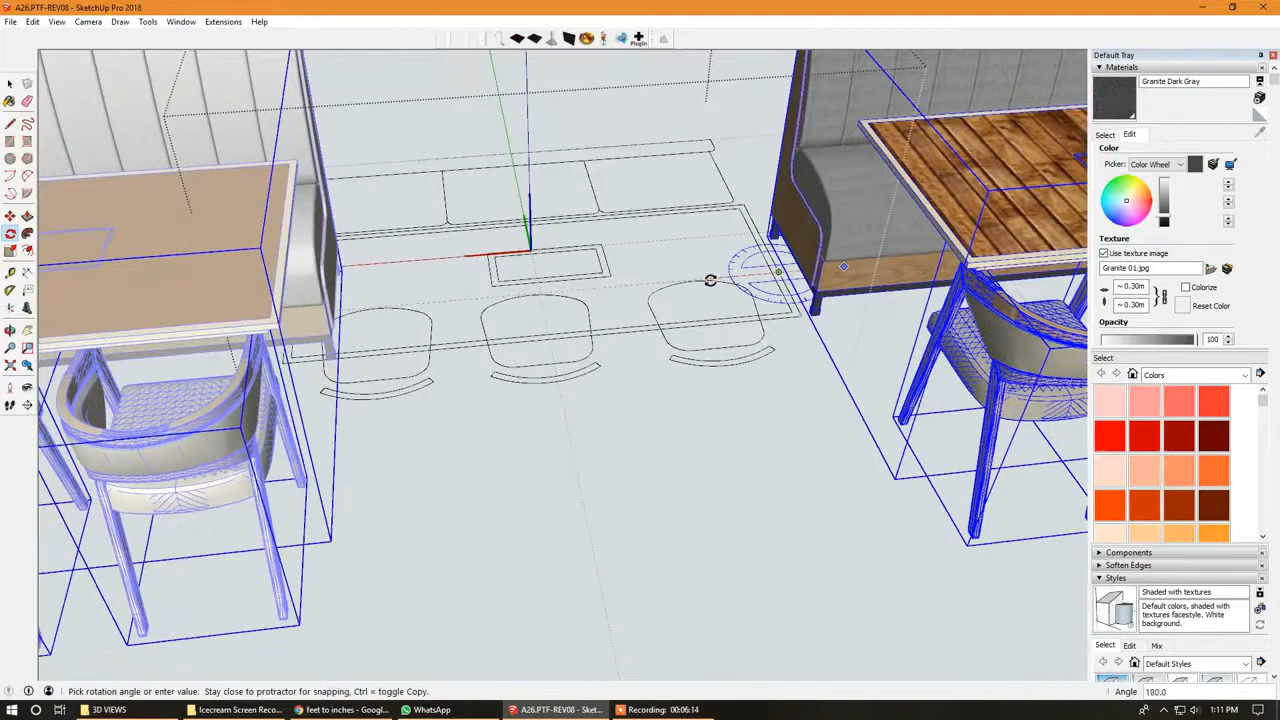 A26.PTF-REV08 - SketchUp Pro 2018
File Edit View Camera Draw Tools Window Extensions Help
Plugin
Default Tray
Materials
Granite Dark Gray
Select Edit
Color
Picker: Color Wheel
Texture
Use texture image
Granite 01.jpg
~ 0.30m Colorize
~ 0.30m Reset Color
Opacity
100
Select
Colors
Components
Soften Edges
Styles
Shaded with textures
Default colors, shaded with
textures facestyle. White
background.
Select Edit Mix
Default Styles
Pick rotation angle or enter value. Stay close to protractor for snapping, Ctrl = toggle Copy.
Angle 180.0
3D VIEWS
Icecream Screen Reco...
feet to inches - Googl...
WhatsApp
A26.PTF-REV08 - Sket...
Recording: 00:06:14
1:11 PM